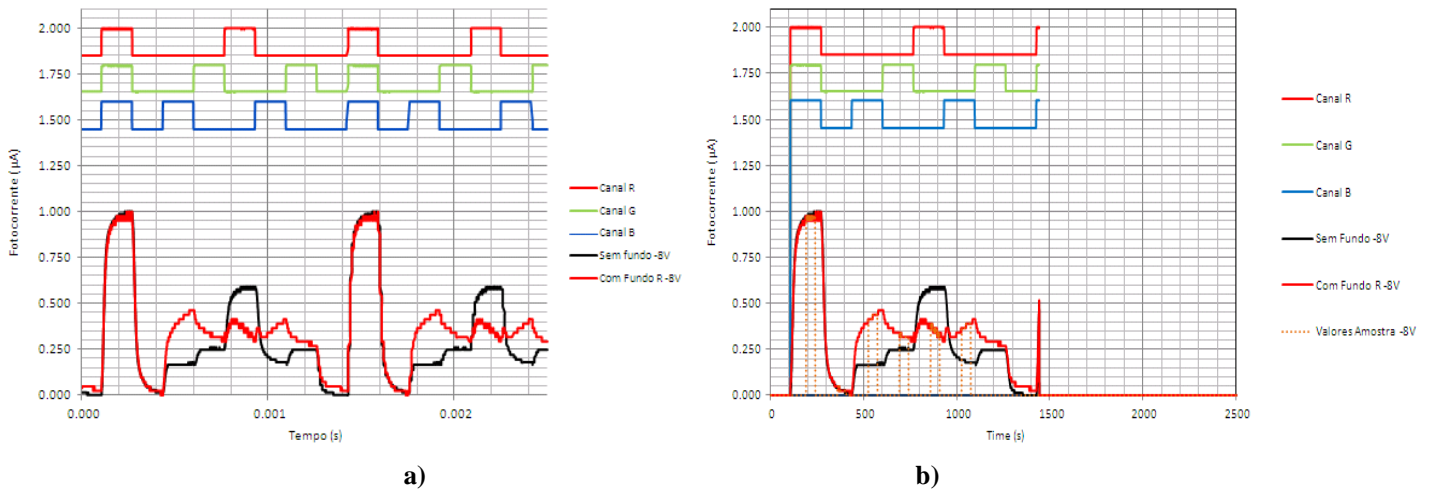 Fotocorrente (µA)
2.000
1.750
1.500
1.250
1.000
0.750
0.500
0.250
0.000
0.000
0.001
0.002
Tempo (s)
Canal R
Canal G
Canal B
Sem fundo -8V
Com Fundo R -8V
a)
Fotocorrente (µA)
2.000
1.750
1.500
1.250
1.000
0.750
0.500
0.250
0.000
0
500
1000
1500
2000
2500
Time (s)
Canal R
Canal G
Canal B
Sem Fundo -8V
Com Fundo R -8V
Valores Amostra -8V
b)